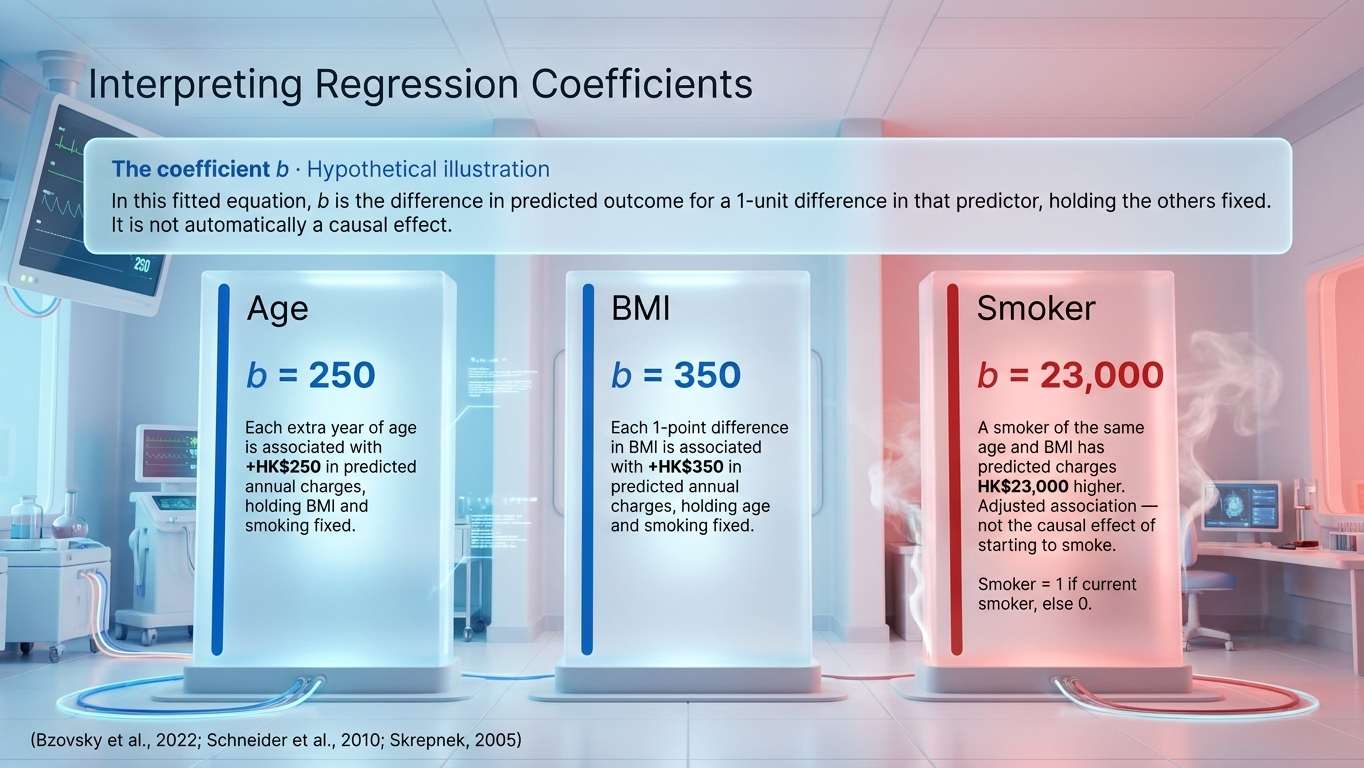 Interpreting Regression Coefficients
The coefficient b · Hypothetical illustration
In this fitted equation, b is the difference in predicted outcome for a 1-unit difference in that predictor, holding the others fixed.
It is not automatically a causal effect.
250
Age
b = 250
Each extra year of age
is associated with
+HK$250 in predicted
annual charges,
holding BMI and
smoking fixed.
BMI
b = 350
Each 1-point difference
in BMI is associated
with +HK$350 in
predicted annual
charges, holding age
and smoking fixed.
Smoker
b = 23,000
A smoker of the same
age and BMI has
predicted charges
HK$23,000 higher.
Adjusted association —
not the causal effect of
starting to smoke.
Smoker = 1 if current
smoker, else 0.
(Bzovsky et al., 2022; Schneider et al., 2010; Skrepnek, 2005)